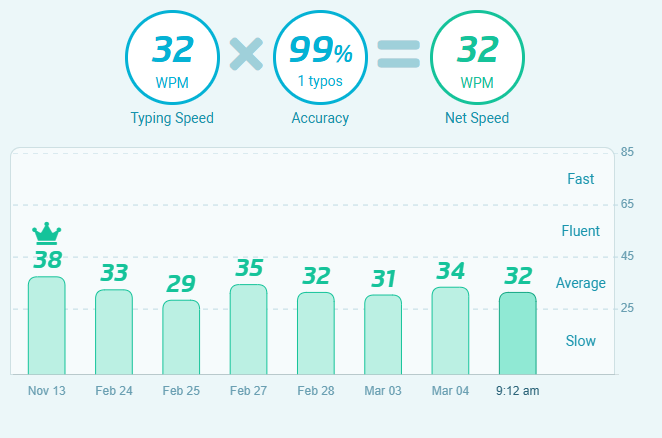 32 99% 32
WPM 1 typos WPM
Typing Speed Accuracy Net Speed
85
Fast
65
Fluent
45
38 33 29 35 32 31 34 32
Average
25
Slow
Nov 13 Feb 24 Feb 25 Feb 27 Feb 28 Mar 03 Mar 04 9:12 am